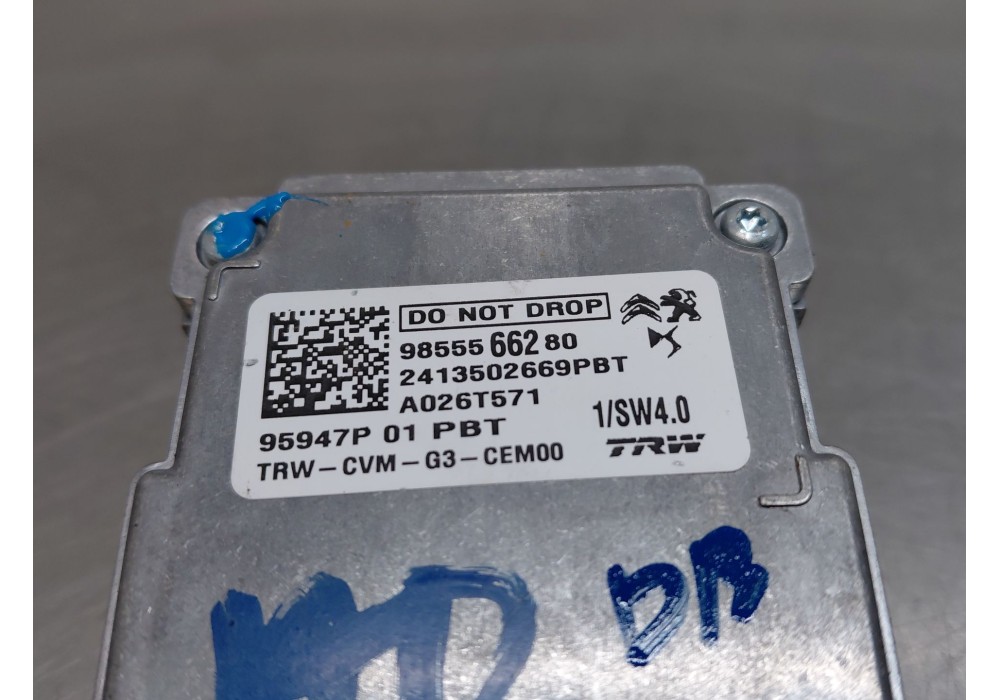 DO NOT DROP
98555 662 80
2413502669PBT
A026T571
1/SW4.0
95947P 01 PBT
TRW
TRW-CVM-G3-CEM00
DB